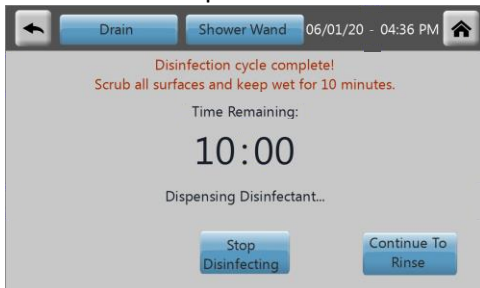 Drain
Shower Wand
06/01/20 - 04:36 PM
Disinfection cycle complete!
Scrub all surfaces and keep wet for 10 minutes.
Time Remaining:
10:00
Dispensing Disinfectant...
Stop
Disinfecting
Continue To
Rinse